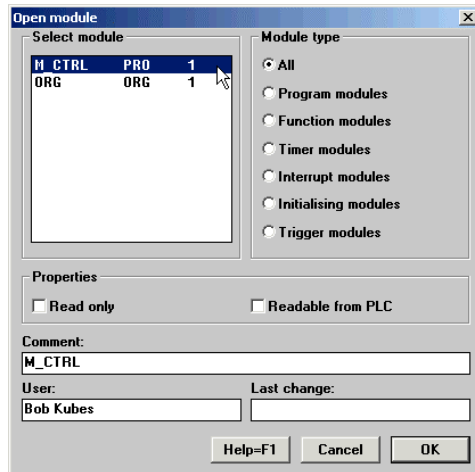 Open module
Select module
M_CTRL PRO 1
ORG ORG 1
Module type
All
Program modules
Function modules
Timer modules
Interrupt modules
Initialising modules
Trigger modules
Properties
Read only Readable from PLC
Comment:
M_CTRL
User: Last change:
Bob Kubes
Help=F1 Cancel OK